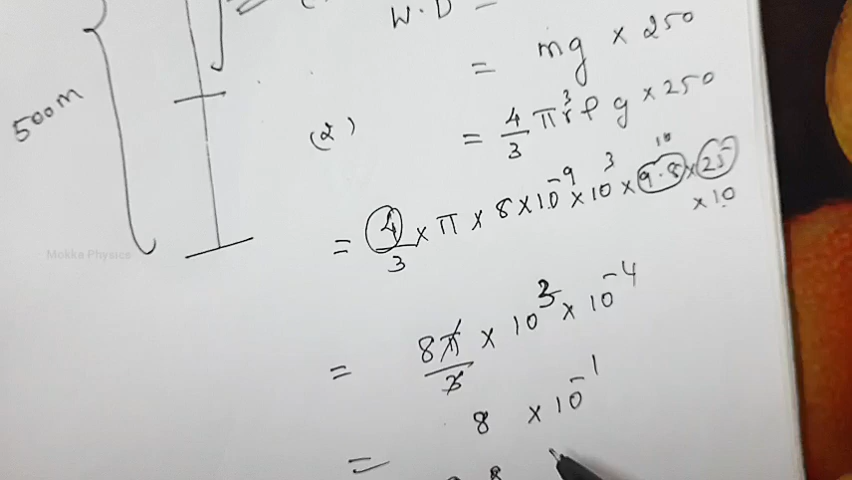 W.D =
= mg × 250
500m
(2)
= 4/3 π r³ ρ g × 250
= 4/3 × π × 8 × 10⁻⁹ × 10³ × 9.8 × 25 × 10
10
Mokka Physics
= 8π/3 × 10³ × 10⁻⁴
= 8 × 10⁻¹